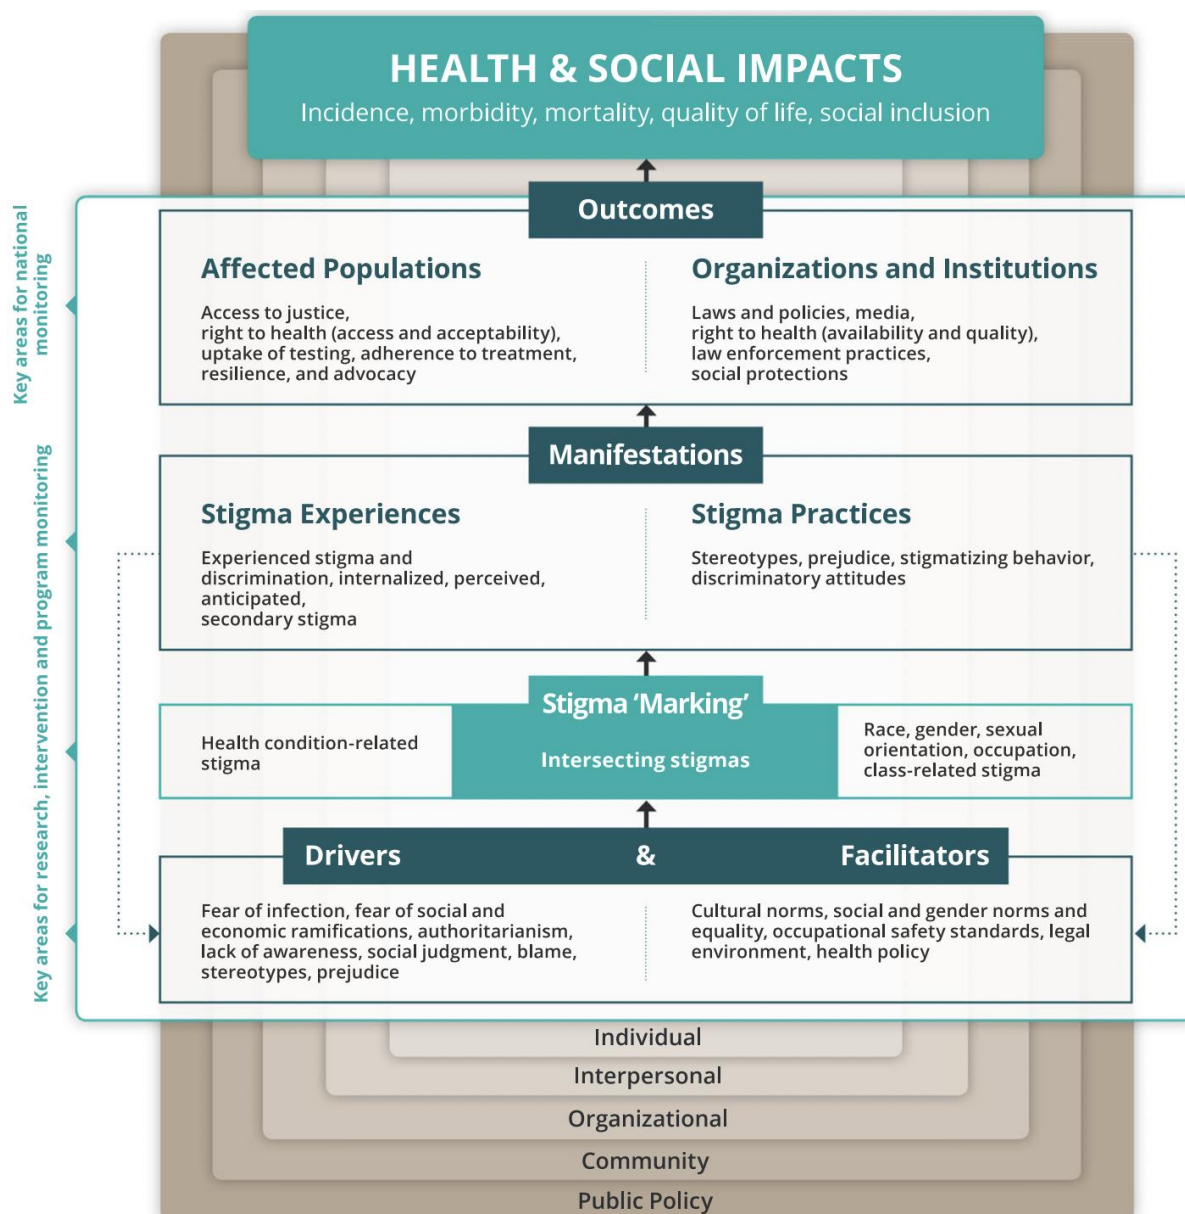 HEALTH & SOCIAL IMPACTS
Incidence, morbidity, mortality, quality of life, social inclusion
Key areas for national
monitoring
Outcomes
Affected Populations
Access to justice,
right to health (access and acceptability),
uptake of testing, adherence to treatment,
resilience, and advocacy
Organizations and Institutions
Laws and policies, media,
right to health (availability and quality),
law enforcement practices,
social protections
Key areas for research, intervention and program monitoring
Manifestations
Stigma Experiences
Experienced stigma and
discrimination, internalized, perceived,
anticipated,
secondary stigma
Stigma Practices
Stereotypes, prejudice, stigmatizing behavior,
discriminatory attitudes
Stigma ‘Marking’
Health condition-related
stigma
Intersecting stigmas
Race, gender, sexual
orientation, occupation,
class-related stigma
Drivers & Facilitators
Fear of infection, fear of social and
economic ramifications, authoritarianism,
lack of awareness, social judgment, blame,
stereotypes, prejudice
Cultural norms, social and gender norms and
equality, occupational safety standards, legal
environment, health policy
Individual
Interpersonal
Organizational
Community
Public Policy